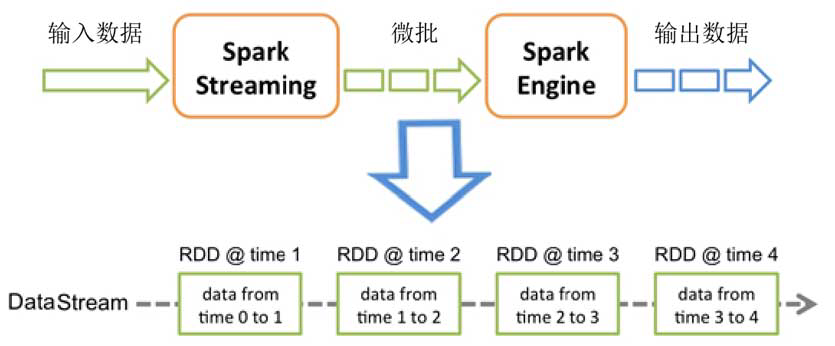 输入数据
Spark
Streaming
微批
Spark
Engine
输出数据
RDD @ time 1
RDD @ time 2
RDD @ time 3
RDD @ time 4
DataStream
data from
time 0 to 1
data from
time 1 to 2
data from
time 2 to 3
data from
time 3 to 4